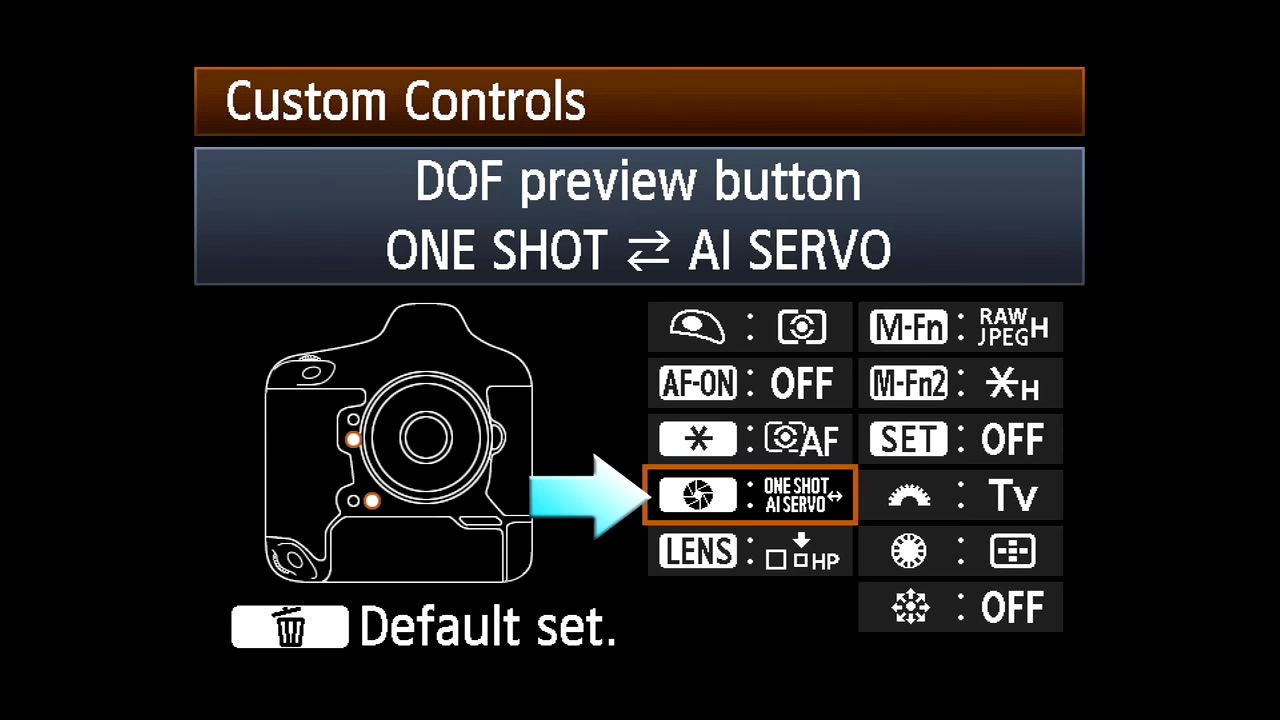 Custom Controls
DOF preview button
ONE SHOT ⇄ AI SERVO
: M-Fn : RAW JPEG H
AF-ON : OFF M-Fn2 : * H
* : AF SET : OFF
: ONE SHOT AI SERVO ↔ : Tv
LENS : HP :
: OFF
Default set.